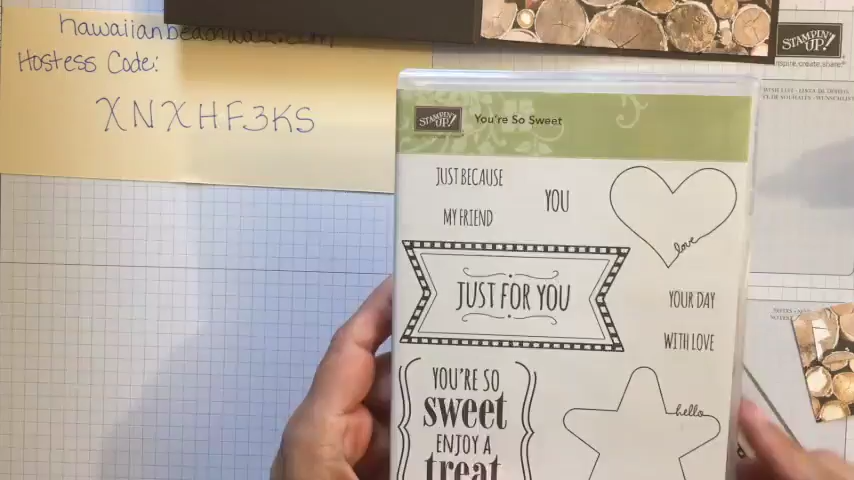 Hostess Code:
XNXHF3KS
STAMPIN' UP!
STAMPIN' UP!
You're So Sweet
JUST BECAUSE
YOU
MY FRIEND
love
JUST FOR YOU
YOUR DAY
WITH LOVE
YOU'RE SO
sweet
ENJOY A
treat
hello